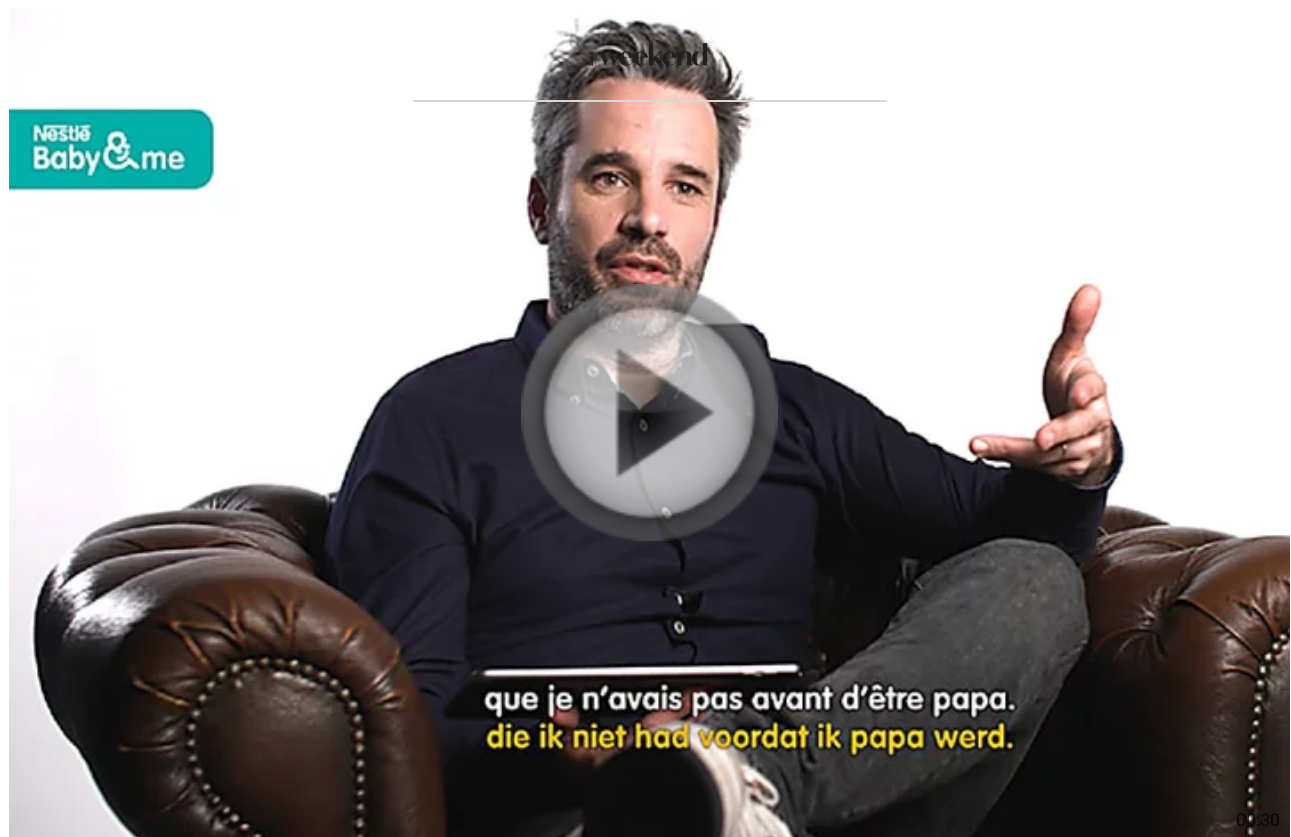 weekend
Nestlé
Baby & me
que je n'avais pas avant d'être papa.
die ik niet had voordat ik papa werd.
00:30